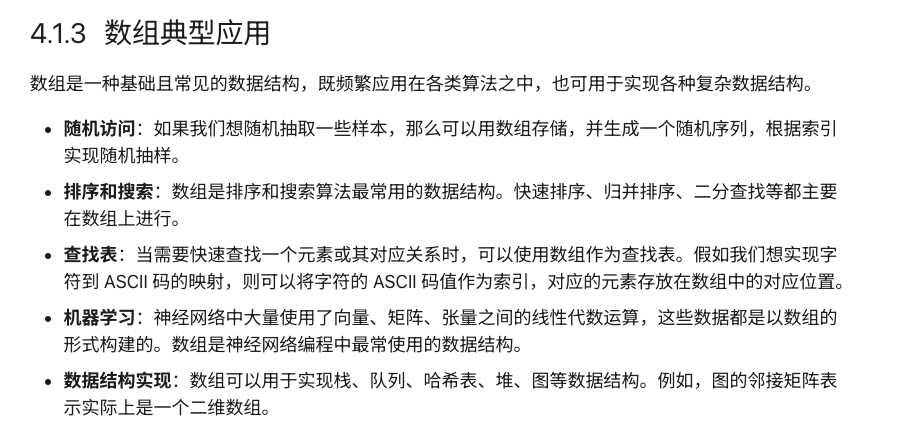 4.1.3 数组典型应用
数组是一种基础且常见的数据结构，既频繁应用在各类算法之中，也可用于实现各种复杂数据结构。
• 随机访问：如果我们想随机抽取一些样本，那么可以用数组存储，并生成一个随机序列，根据索引
实现随机抽样。
• 排序和搜索：数组是排序和搜索算法最常用的数据结构。快速排序、归并排序、二分查找等都主要
在数组上进行。
• 查找表：当需要快速查找一个元素或其对应关系时，可以使用数组作为查找表。假如我们想实现字
符到 ASCII 码的映射，则可以将字符的 ASCII 码值作为索引，对应的元素存放在数组中的对应位置。
• 机器学习：神经网络中大量使用了向量、矩阵、张量之间的线性代数运算，这些数据都是以数组的
形式构建的。数组是神经网络编程中最常使用的数据结构。
• 数据结构实现：数组可以用于实现栈、队列、哈希表、堆、图等数据结构。例如，图的邻接矩阵表
示实际上是一个二维数组。